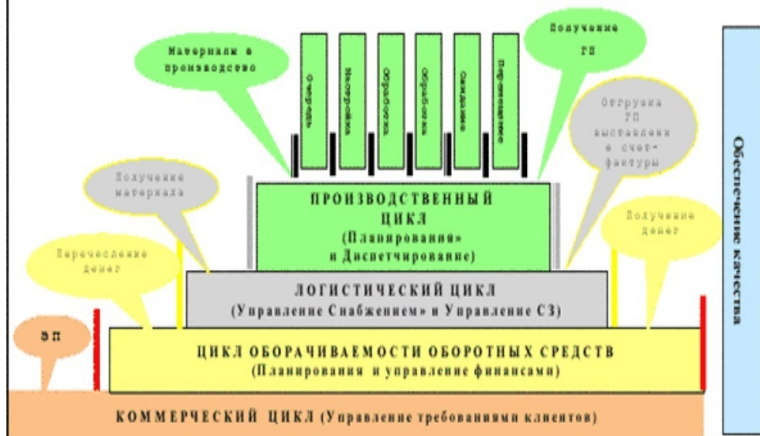 Материалы в
производство
Очередь
Настройка
Обработка
Обработка
Ожидание
Перемещение
Получение
ГП
Отгрузка
ГП
выставлени
е счет-
фактуры
Получение
материала
ПРОИЗВОДСТВЕННЫЙ
ЦИКЛ
(Планирования»
и Диспетчирование)
Получение
денег
Перечисление
денег
ЛОГИСТИЧЕСКИЙ ЦИКЛ
(Управление Снабжением» и Управление СЗ)
ЗП
ЦИКЛ ОБОРАЧИВАЕМОСТИ ОБОРОТНЫХ СРЕДСТВ
(Планирования и управление финансами)
КОММЕРЧЕСКИЙ ЦИКЛ (Управление требованиями клиентов)
Обеспечение качества